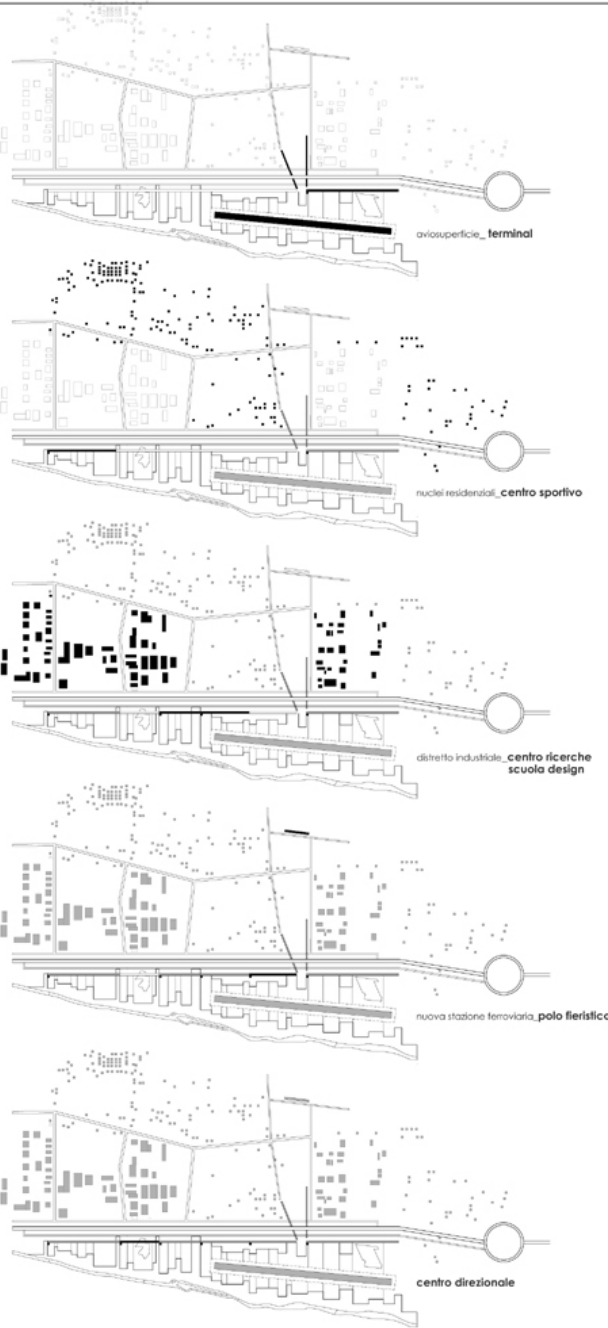 aviosuperficie_ terminal
nuclei residenziali_centro sportivo
distretto industriale_centro ricerche
scuola design
nuova stazione ferroviaria_polo fieristico
centro direzionale